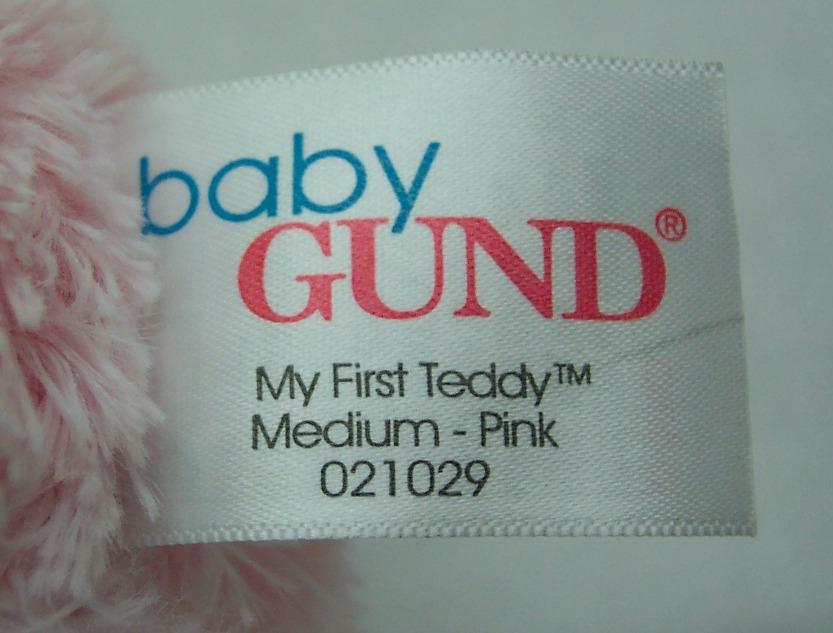 baby
GUND®
My First Teddy™
Medium - Pink
021029